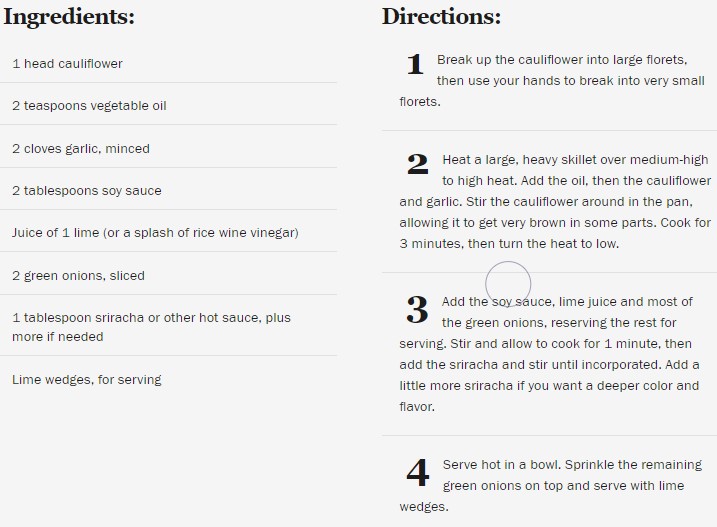 Ingredients:
1 head cauliflower
2 teaspoons vegetable oil
2 cloves garlic, minced
2 tablespoons soy sauce
Juice of 1 lime (or a splash of rice wine vinegar)
2 green onions, sliced
1 tablespoon sriracha or other hot sauce, plus
more if needed
Lime wedges, for serving
Directions:
1 Break up the cauliflower into large florets,
then use your hands to break into very small
florets.
2 Heat a large, heavy skillet over medium-high
to high heat. Add the oil, then the cauliflower
and garlic. Stir the cauliflower around in the pan,
allowing it to get very brown in some parts. Cook for
3 minutes, then turn the heat to low.
3 Add the soy sauce, lime juice and most of
the green onions, reserving the rest for
serving. Stir and allow to cook for 1 minute, then
add the sriracha and stir until incorporated. Add a
little more sriracha if you want a deeper color and
flavor.
4 Serve hot in a bowl. Sprinkle the remaining
green onions on top and serve with lime
wedges.